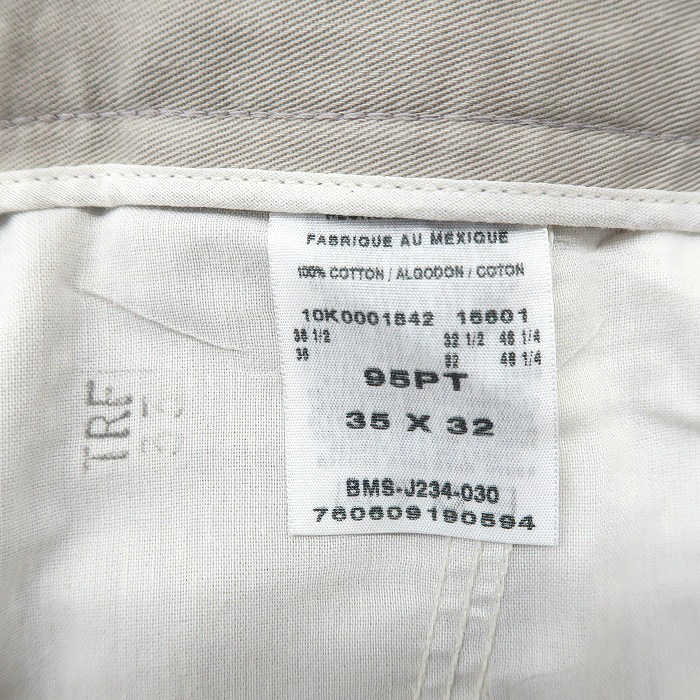 FABRIQUE AU MEXIQUE
100% COTTON / ALGODON / COTON
10K0001842 15601
36 1/2 32 1/2 46 1/4
36 32 48 1/4
95PT
35 X 32
BMS-J234-030
760609190594
TRF